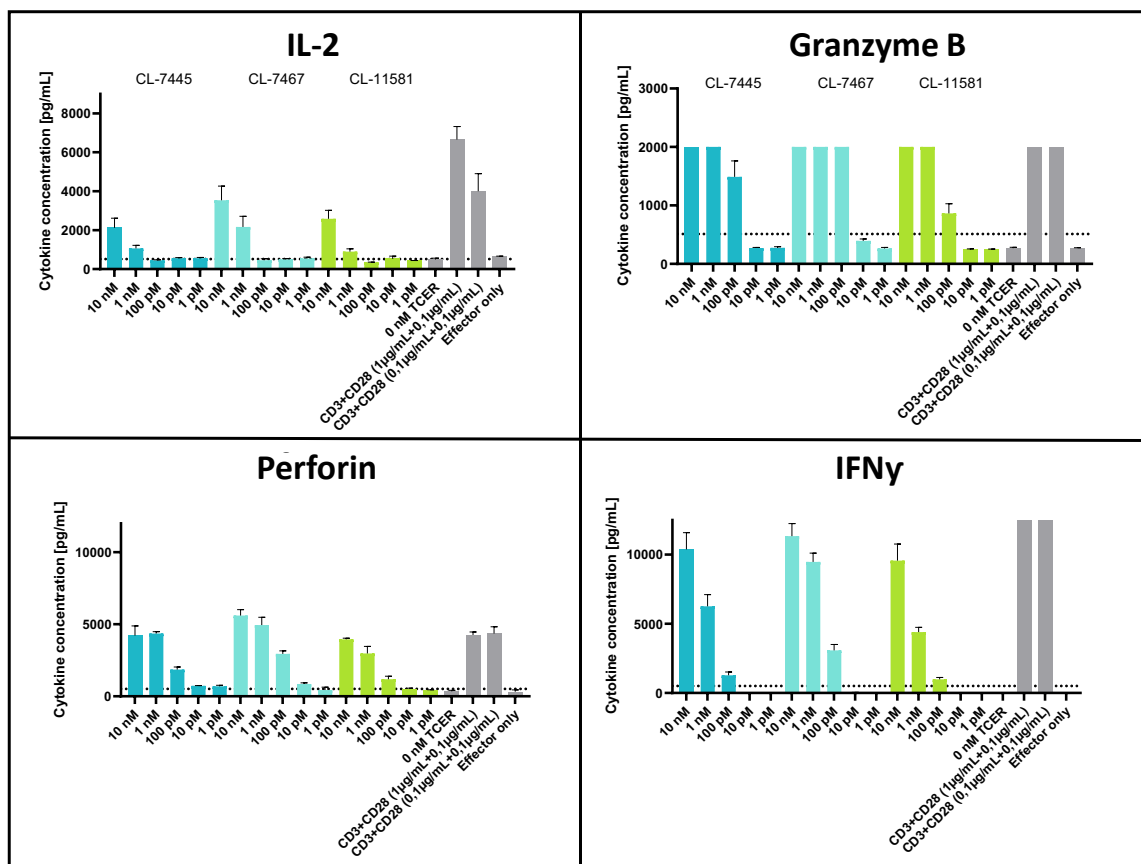 IL-2
CL-7445 CL-7467 CL-11581
Cytokine concentration [pg/mL]
8000
6000
4000
2000
0
10 nM
1 nM
100 pM
10 pM
1 pM
10 nM
1 nM
100 pM
10 pM
1 pM
10 nM
1 nM
100 pM
10 pM
1 pM
0 nM TCER
CD3+CD28 (1µg/mL+0,1µg/mL)
CD3+CD28 (0,1µg/mL+0,1µg/mL)
Effector only
Granzyme B
CL-7445 CL-7467 CL-11581
Cytokine concentration [pg/mL]
3000
2000
1000
0
10 nM
1 nM
100 pM
10 pM
1 pM
10 nM
1 nM
100 pM
10 pM
1 pM
10 nM
1 nM
100 pM
10 pM
1 pM
0 nM TCER
CD3+CD28 (1µg/mL+0,1µg/mL)
CD3+CD28 (0,1µg/mL+0,1µg/mL)
Effector only
Perforin
Cytokine concentration [pg/mL]
10000
5000
0
10 nM
1 nM
100 pM
10 pM
1 pM
10 nM
1 nM
100 pM
10 pM
1 pM
10 nM
1 nM
100 pM
10 pM
1 pM
0 nM TCER
CD3+CD28 (1µg/mL+0,1µg/mL)
CD3+CD28 (0,1µg/mL+0,1µg/mL)
Effector only
IFNγ
Cytokine concentration [pg/mL]
10000
5000
0
10 nM
1 nM
100 pM
10 pM
1 pM
10 nM
1 nM
100 pM
10 pM
1 pM
10 nM
1 nM
100 pM
10 pM
1 pM
0 nM TCER
CD3+CD28 (1µg/mL+0,1µg/mL)
CD3+CD28 (0,1µg/mL+0,1µg/mL)
Effector only